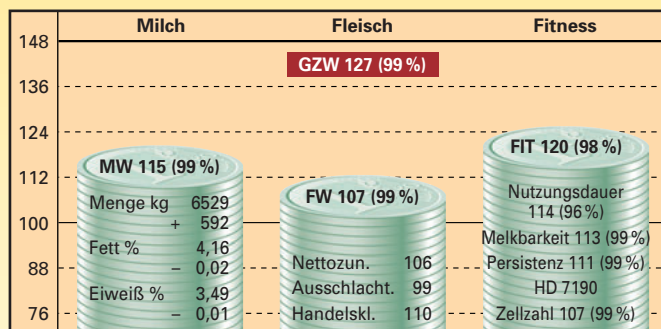 Milch Fleisch Fitness
148
136
124
112
100
88
76
GZW 127 (99 %)
MW 115 (99 %)
Menge kg 6529
+ 592
Fett % 4,16
– 0,02
Eiweiß % 3,49
– 0,01
FW 107 (99 %)
Nettozun. 106
Ausschlacht. 99
Handelskl. 110
FIT 120 (98 %)
Nutzungsdauer
114 (96 %)
Melkbarkeit 113 (99 %)
Persistenz 111 (99 %)
HD 7190
Zellzahl 107 (99 %)